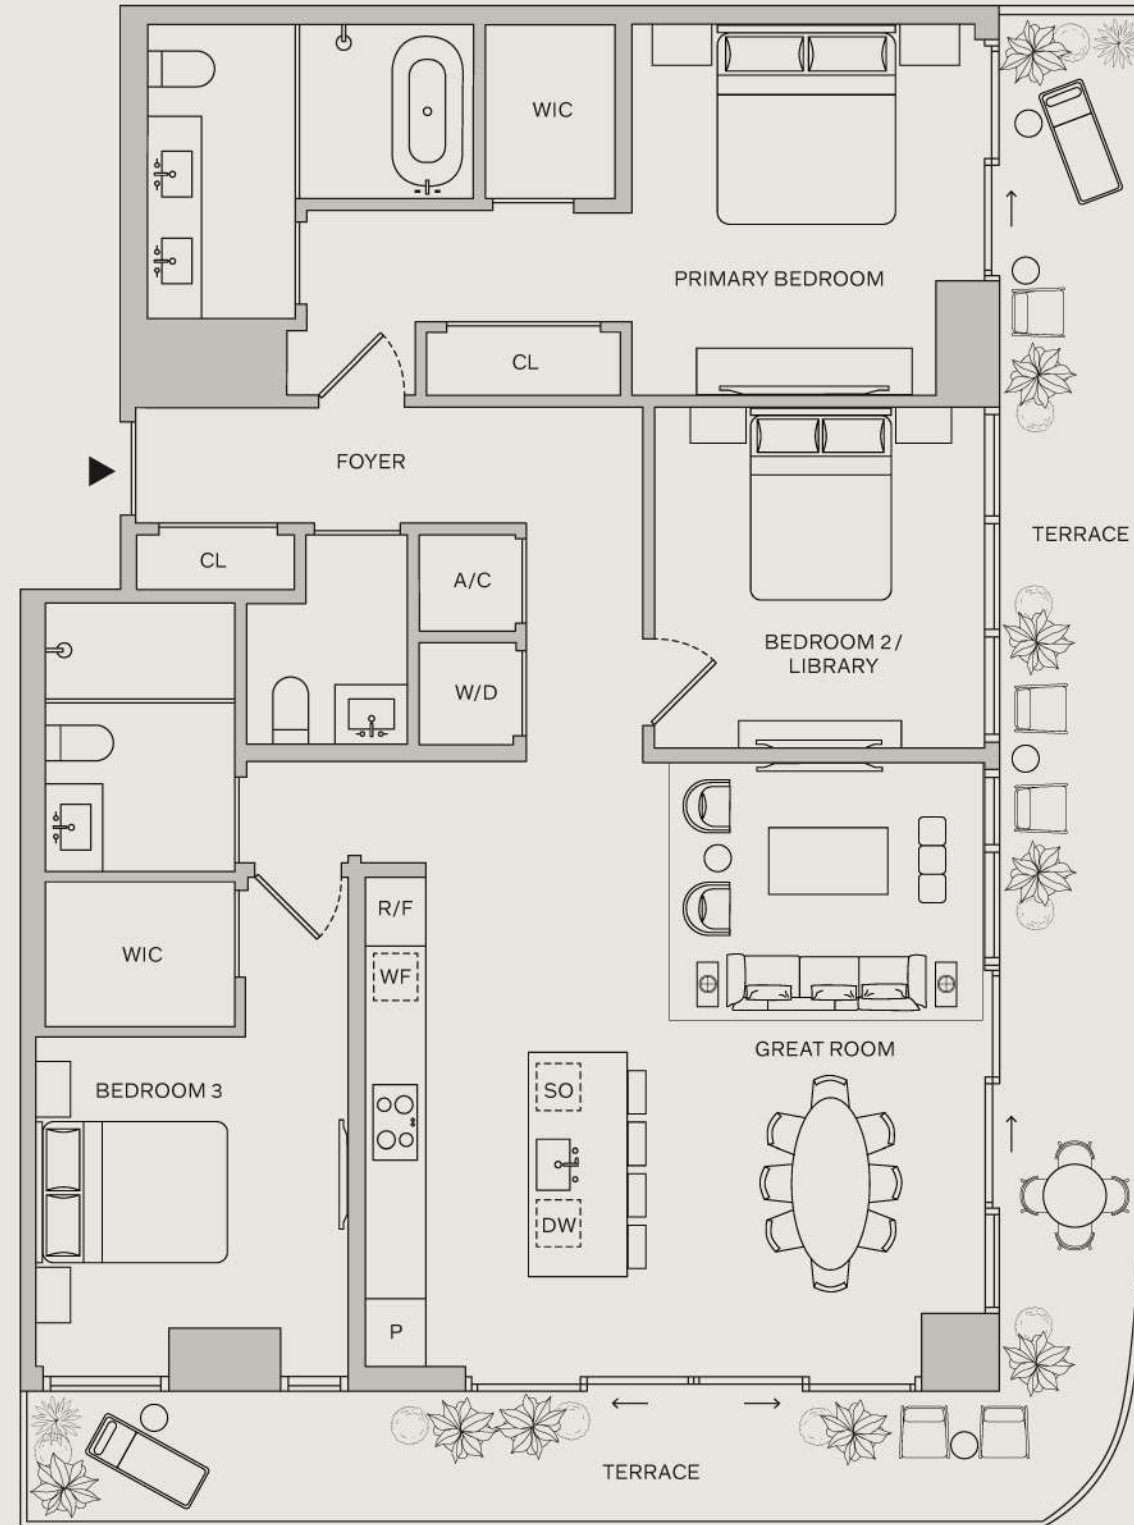 WIC
PRIMARY BEDROOM
CL
FOYER
TERRACE
CL
A/C
BEDROOM 2 /
LIBRARY
W/D
R/F
WIC
WF
GREAT ROOM
BEDROOM 3
SO
DW
P
TERRACE